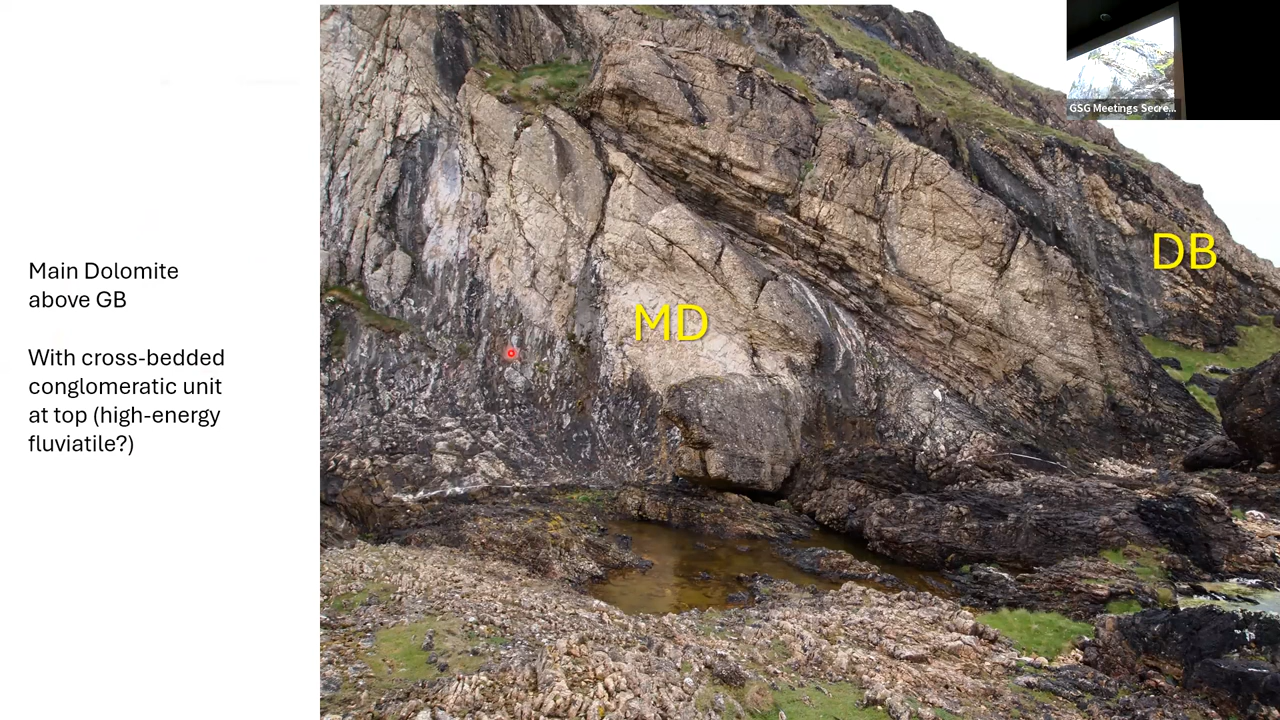 GSG Meetings Secre...
DB
Main Dolomite
above GB
MD
With cross-bedded
conglomeratic unit
at top (high-energy
fluviatile?)